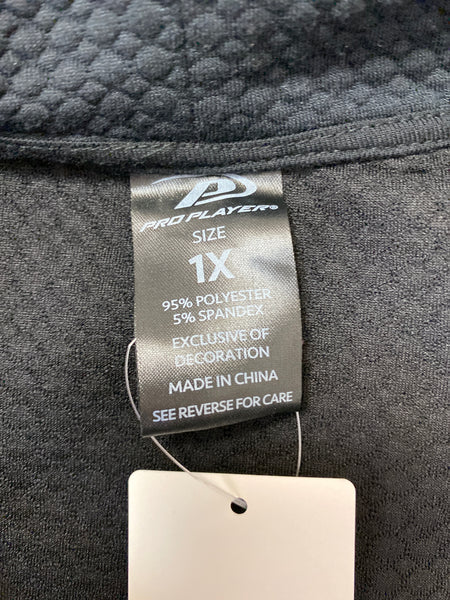 PRO PLAYER®
SIZE
1X
95% POLYESTER
5% SPANDEX
EXCLUSIVE OF
DECORATION
MADE IN CHINA
SEE REVERSE FOR CARE